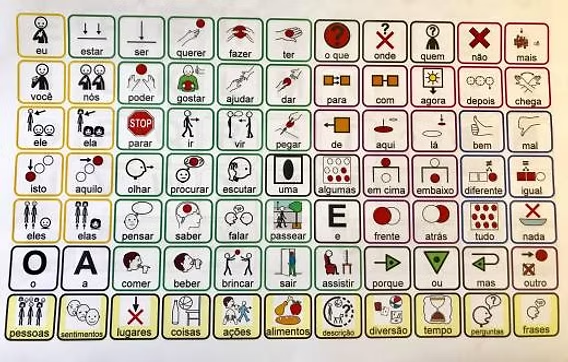 eu estar ser querer fazer ter o que onde quem não mais
você nós poder gostar ajudar dar para com agora depois chega
ele ela STOP parar ir vir pegar de aqui lá bem mal
isto aquilo olhar procurar escutar uma algumas em cima embaixo diferente igual
eles elas pensar saber falar passear E e frente atrás tudo nada
O o A a comer beber brincar sair assistir porque ou mas outro
pessoas sentimentos lugares coisas ações alimentos descrição diversão tempo perguntas frases